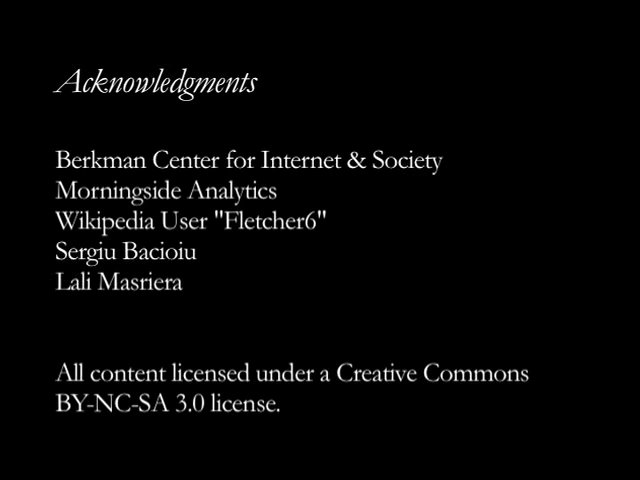 Acknowledgments
Berkman Center for Internet & Society
Morningside Analytics
Wikipedia User "Fletcher6"
Sergiu Bacioiu
Lali Masriera
All content licensed under a Creative Commons
BY-NC-SA 3.0 license.